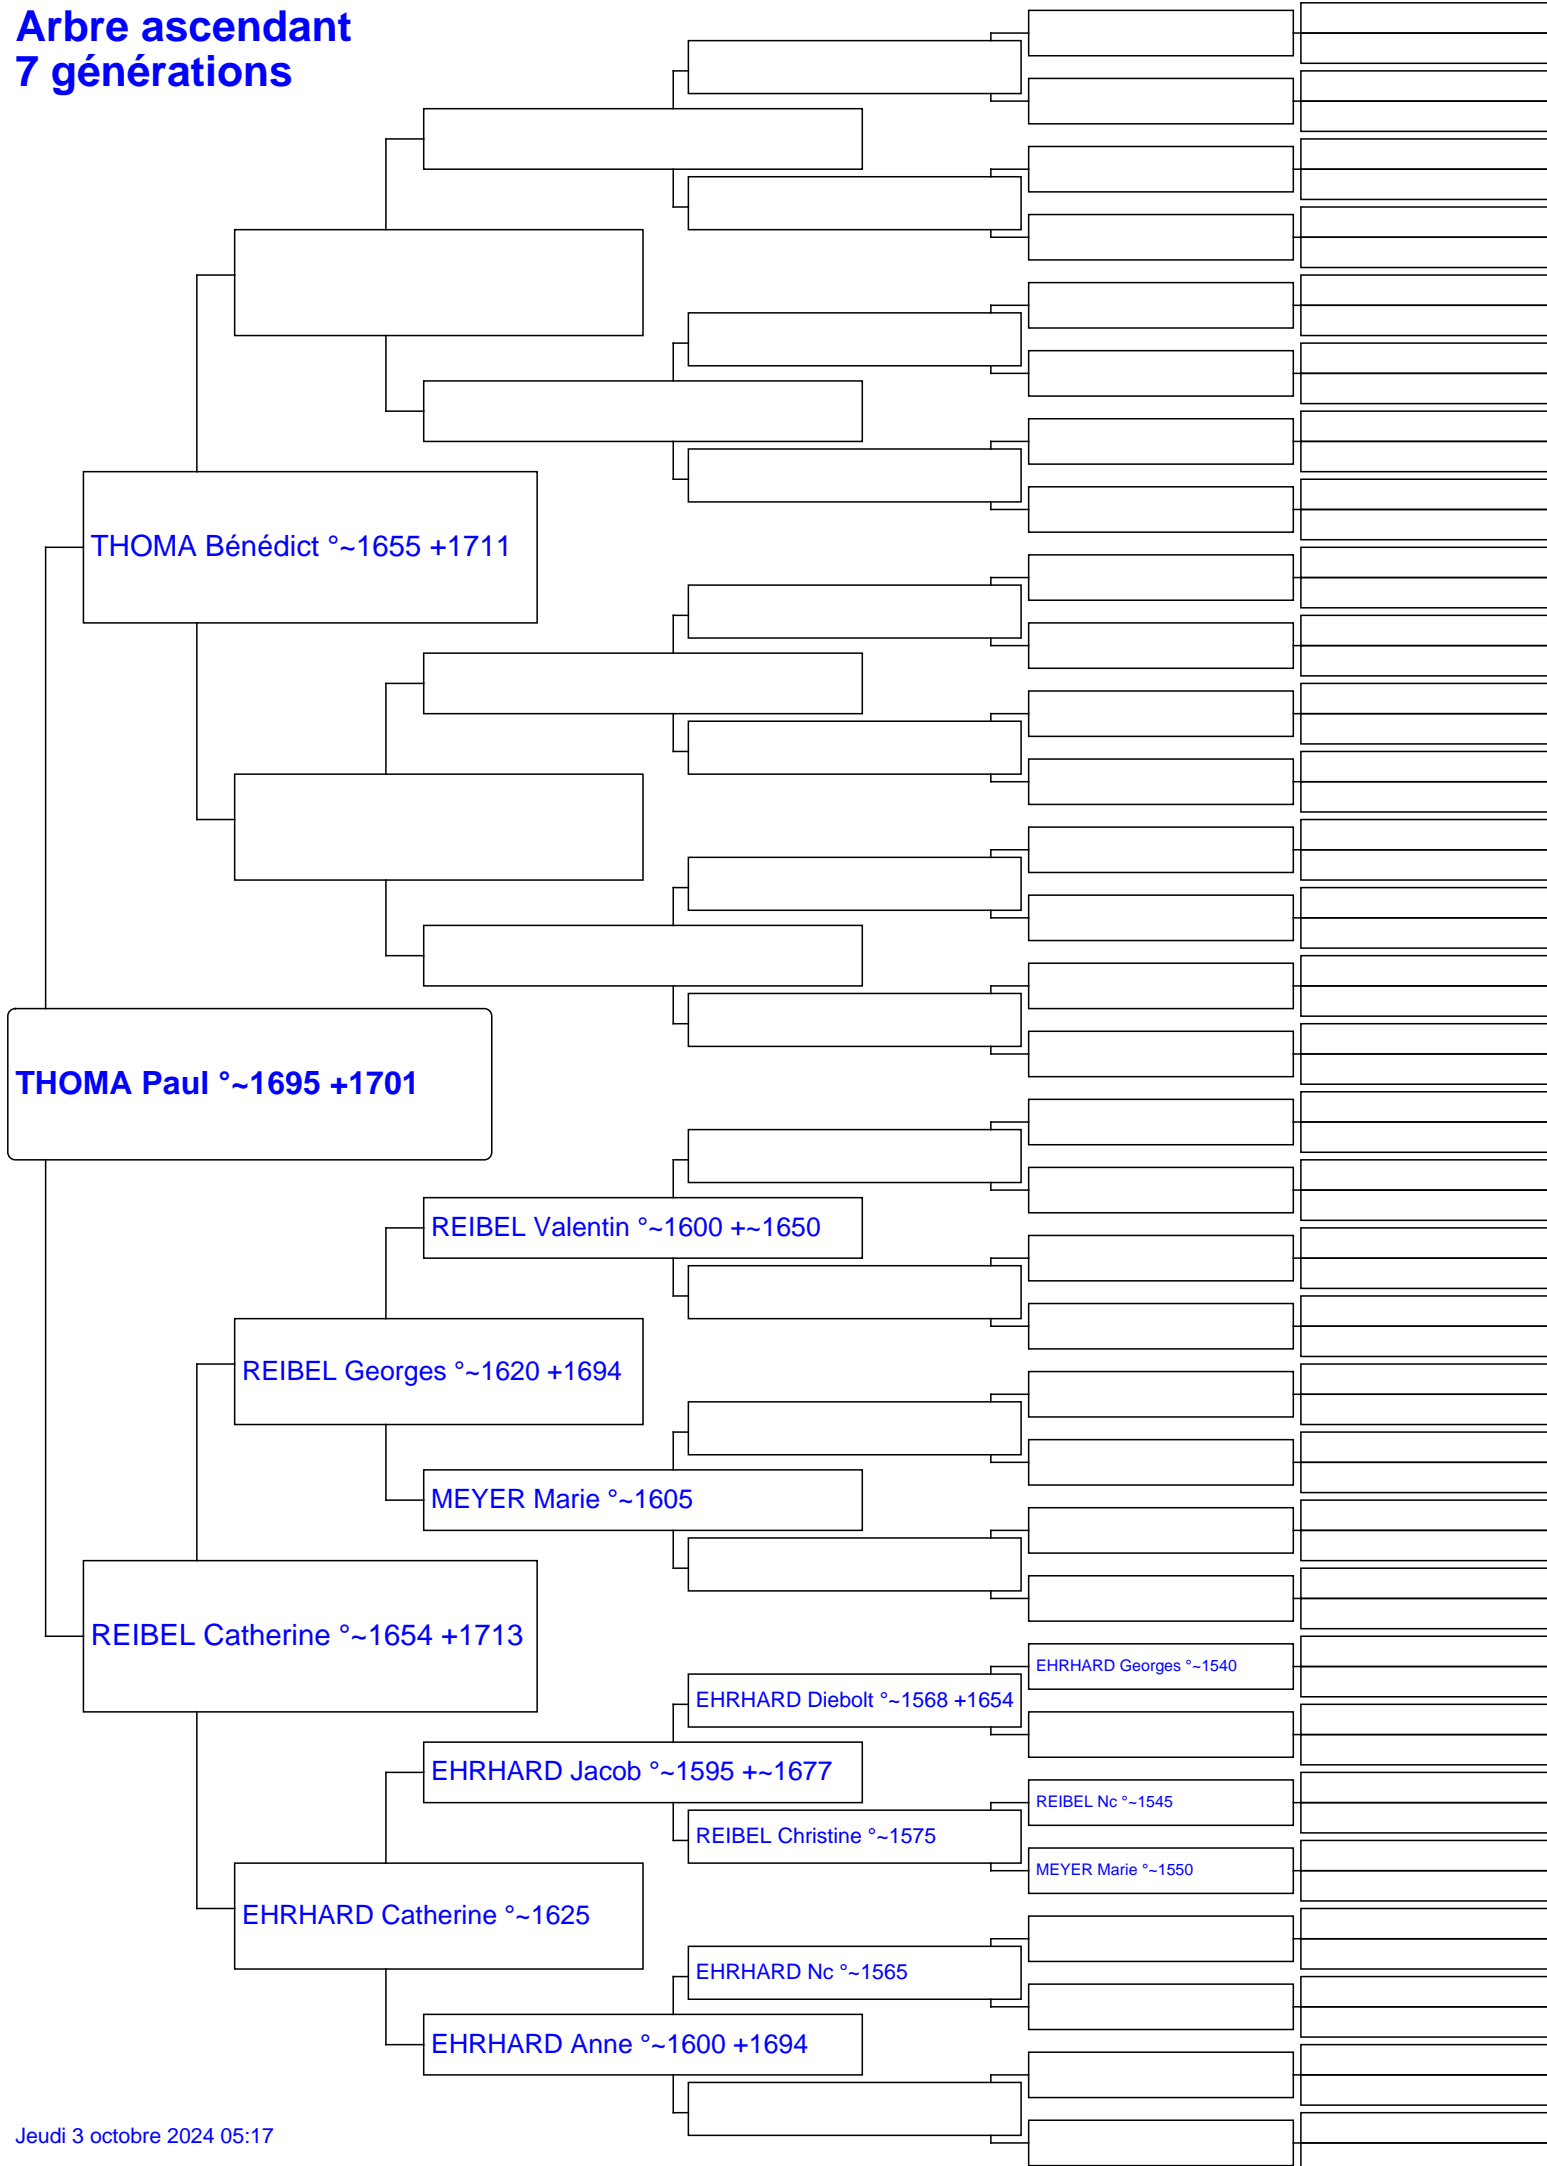 Arbre ascendant
7 générations
THOMA Bénédict °~1655 +1711
THOMA Paul °~1695 +1701
REIBEL Valentin °~1600 +~1650
REIBEL Georges °~1620 +1694
MEYER Marie °~1605
REIBEL Catherine °~1654 +1713
EHRHARD Georges °~1540
EHRHARD Diebolt °~1568 +1654
EHRHARD Jacob °~1595 +~1677
REIBEL Nc °~1545
REIBEL Christine °~1575
MEYER Marie °~1550
EHRHARD Catherine °~1625
EHRHARD Nc °~1565
EHRHARD Anne °~1600 +1694
Jeudi 3 octobre 2024 05:17